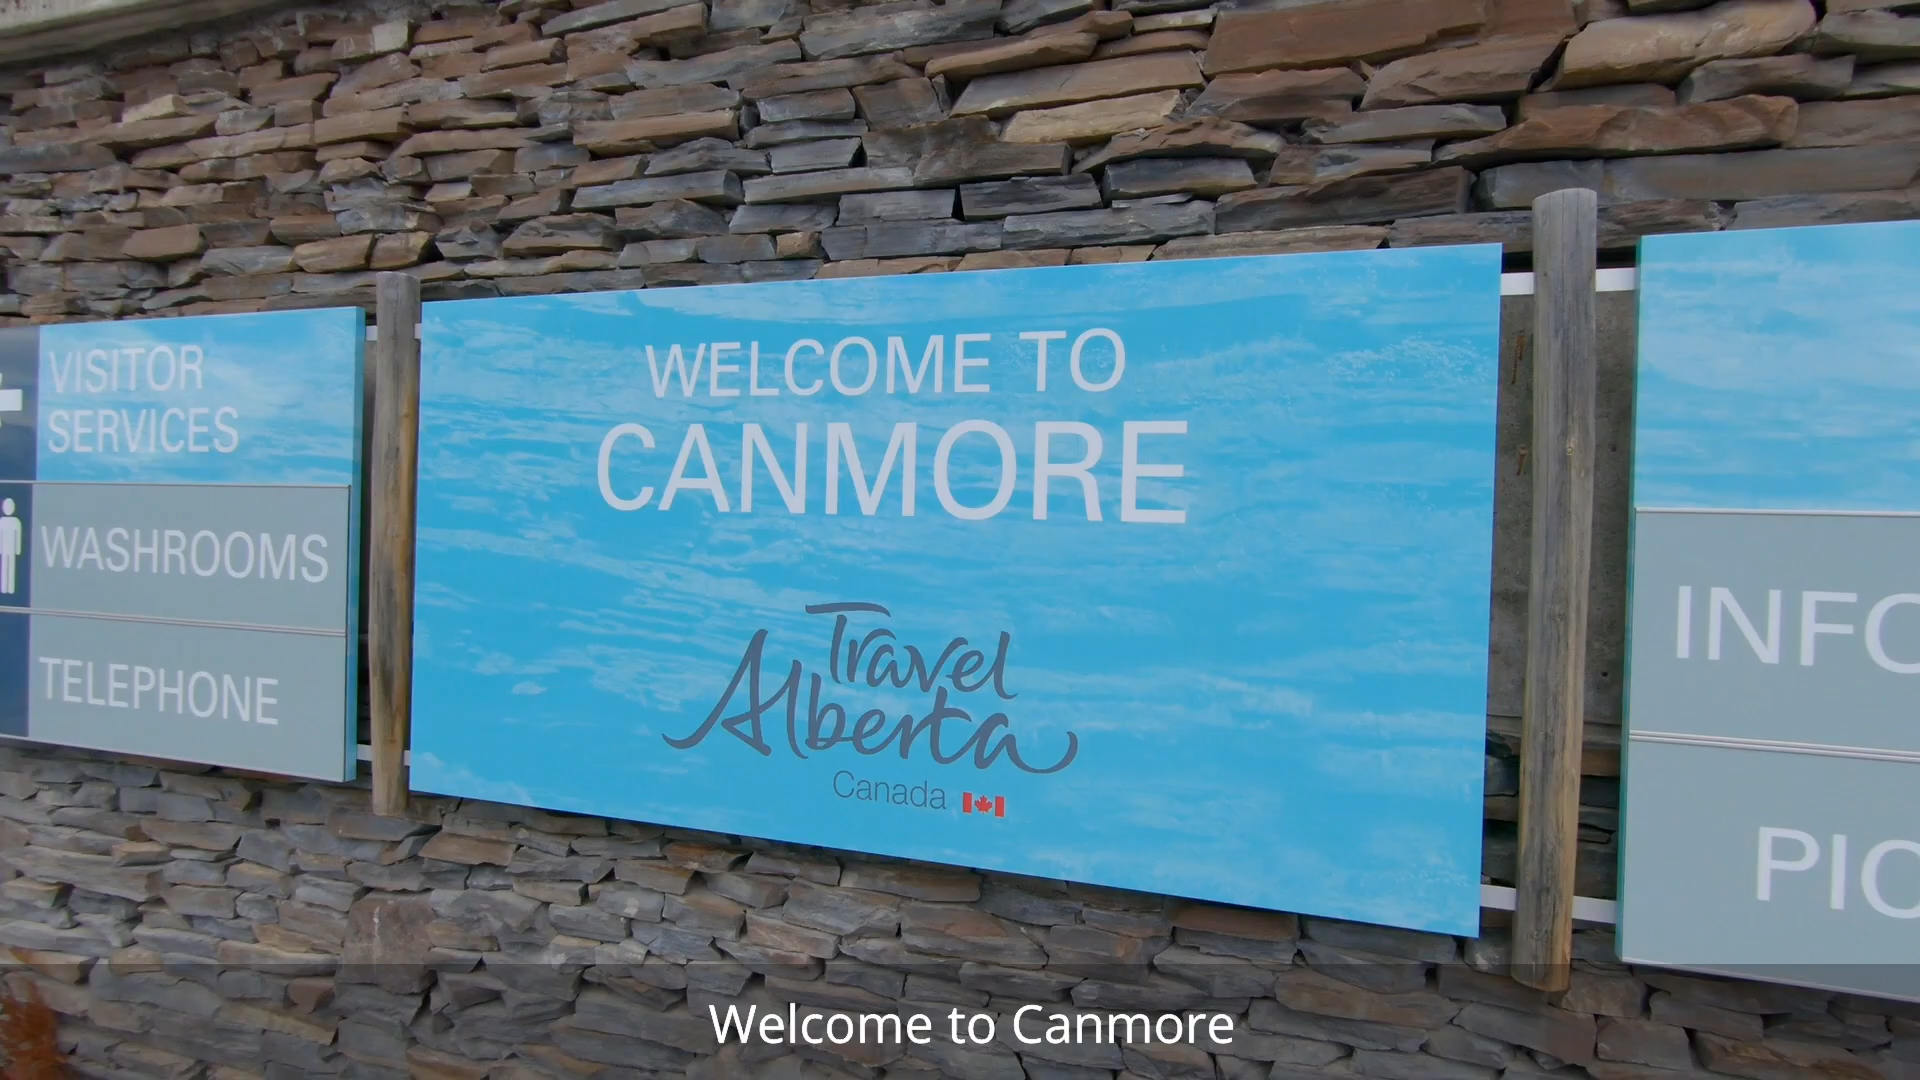 VISITOR
SERVICES
WASHROOMS
TELEPHONE
WELCOME TO
CANMORE
Travel
Alberta
Canada
Welcome to Canmore